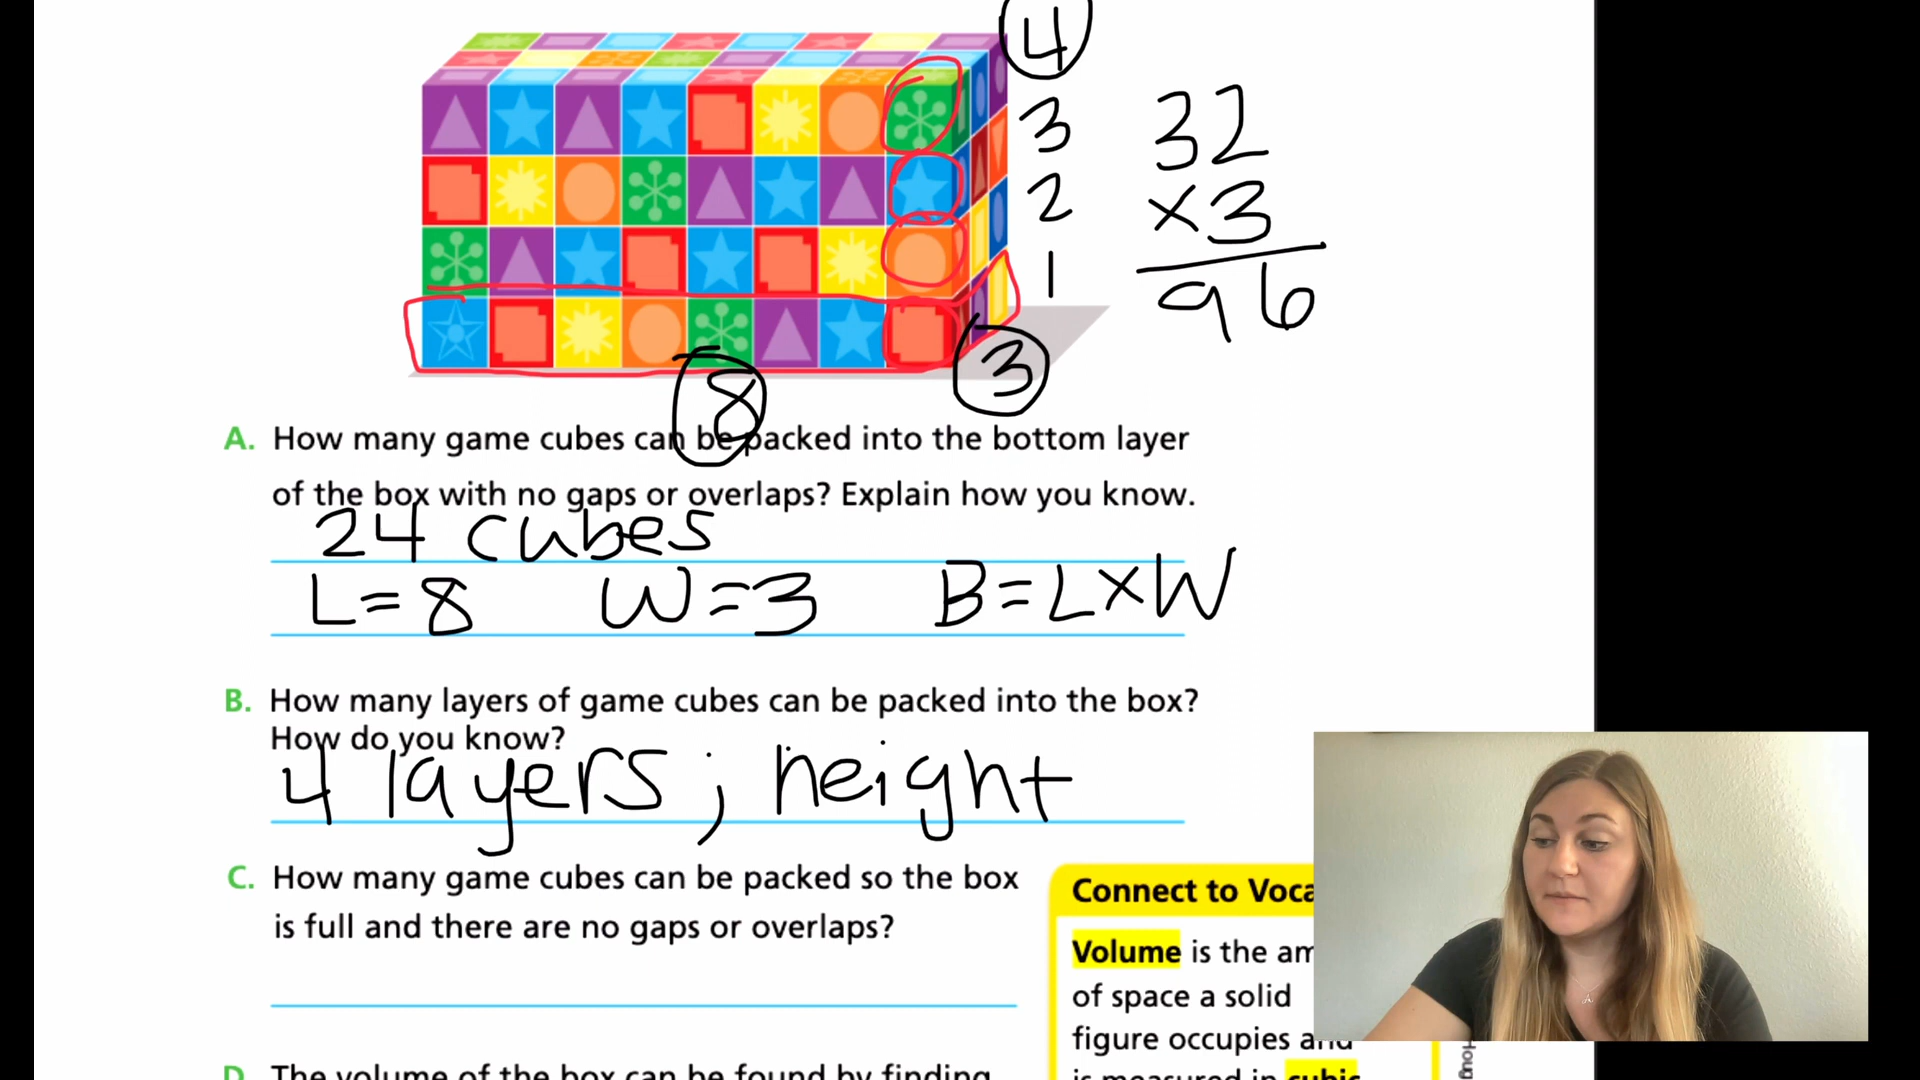 4
3
2
1
32
×3
96
3
8
A. How many game cubes can be packed into the bottom layer
of the box with no gaps or overlaps? Explain how you know.
24 cubes
L=8 W=3 B=L×W
B. How many layers of game cubes can be packed into the box?
How do you know?
4 layers; height
C. How many game cubes can be packed so the box
is full and there are no gaps or overlaps?
Connect to Voca
Volume is the am
of space a solid
figure occupies and
is measured in cubic
D. The volume of the box can be found by finding
Houg